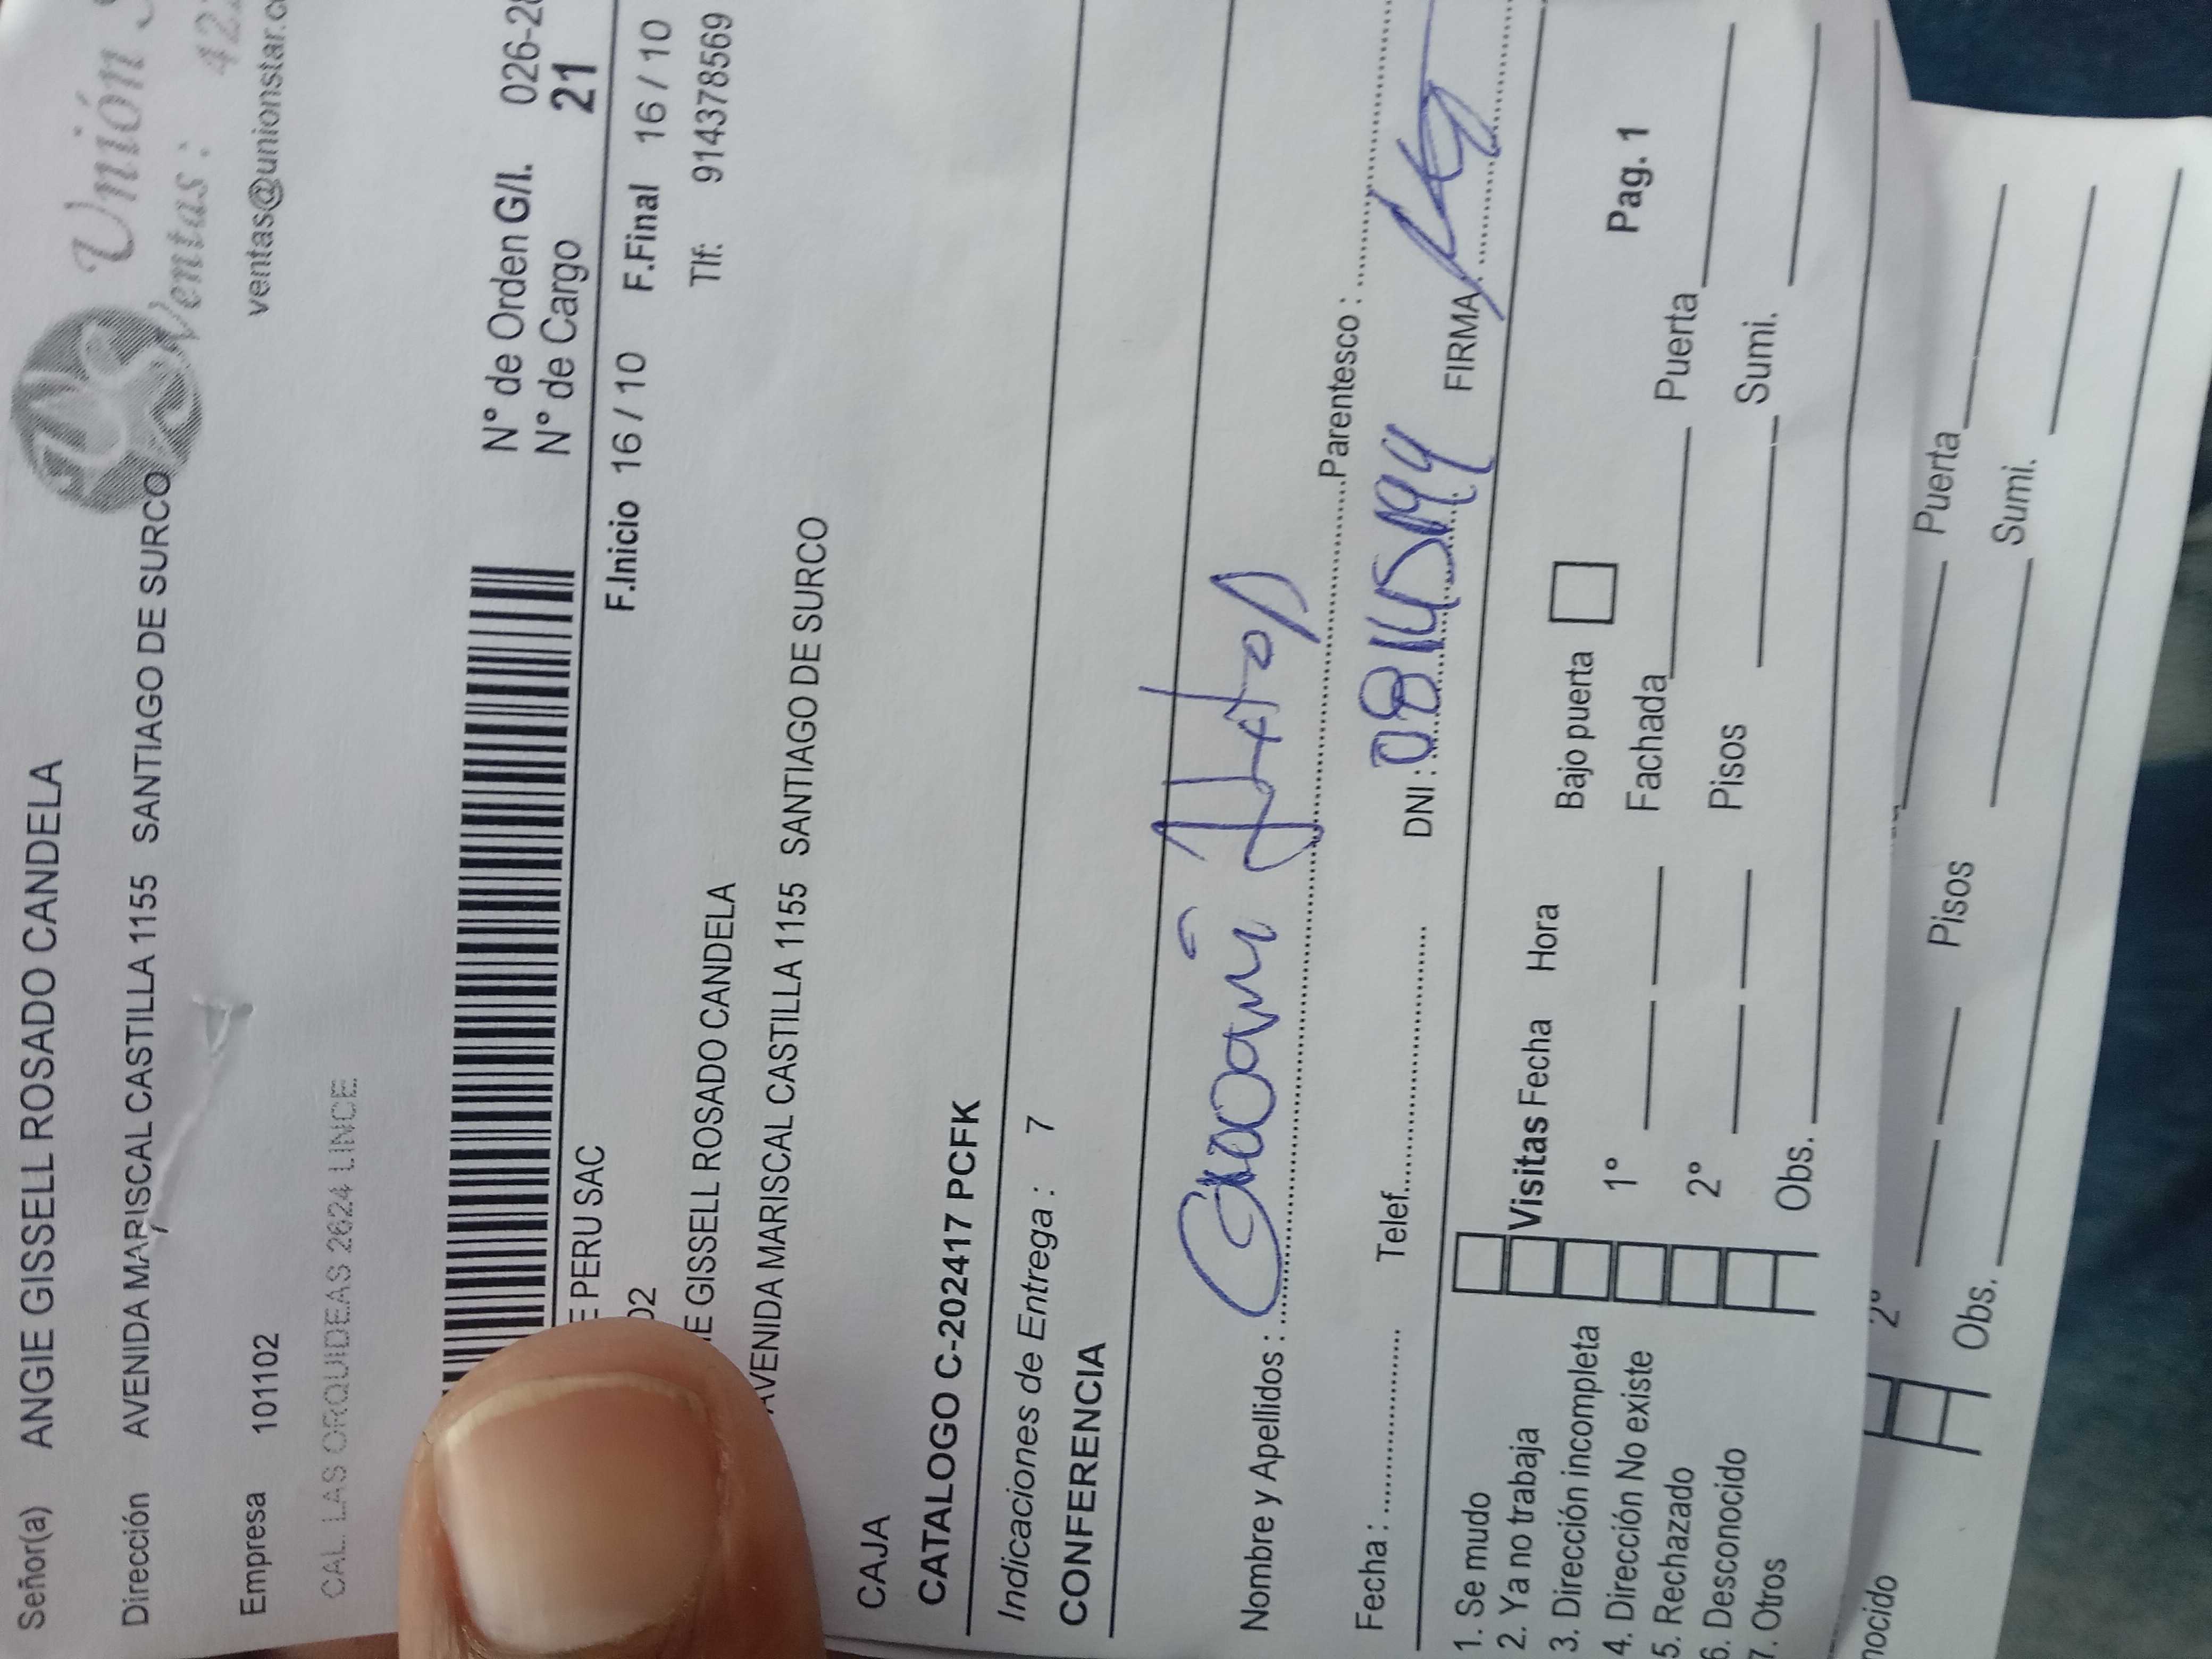 Señor(a) ANGIE GISSELL ROSADO CANDELA
Dirección AVENIDA MARISCAL CASTILLA 1155 SANTIAGO DE SURCO
Unión
Ventas: 42
Empresa 101102
ventas@unionstar.c
CAL. LAS ORQUIDEAS 2624 LINCE
N° de Orden G/I. 026-2
N° de Cargo 21
E PERU SAC
F.Inicio 16 / 10 F.Final 16 / 10
02
E GISSELL ROSADO CANDELA Tlf: 914378569
AVENIDA MARISCAL CASTILLA 1155 SANTIAGO DE SURCO
CAJA
CATALOGO C-202417 PCFK
Indicaciones de Entrega : 7
CONFERENCIA
Nombre y Apellidos :
Parentesco :
Fecha : Telef. DNI : FIRMA
1. Se mudo
2. Ya no trabaja Visitas Fecha Hora Bajo puerta
3. Dirección incompleta 1° Fachada Puerta Pag. 1
4. Dirección No existe
5. Rechazado 2° Pisos Sumi.
6. Desconocido
7. Otros Obs.
Puerta
2° Pisos Sumi.
nocido Obs.